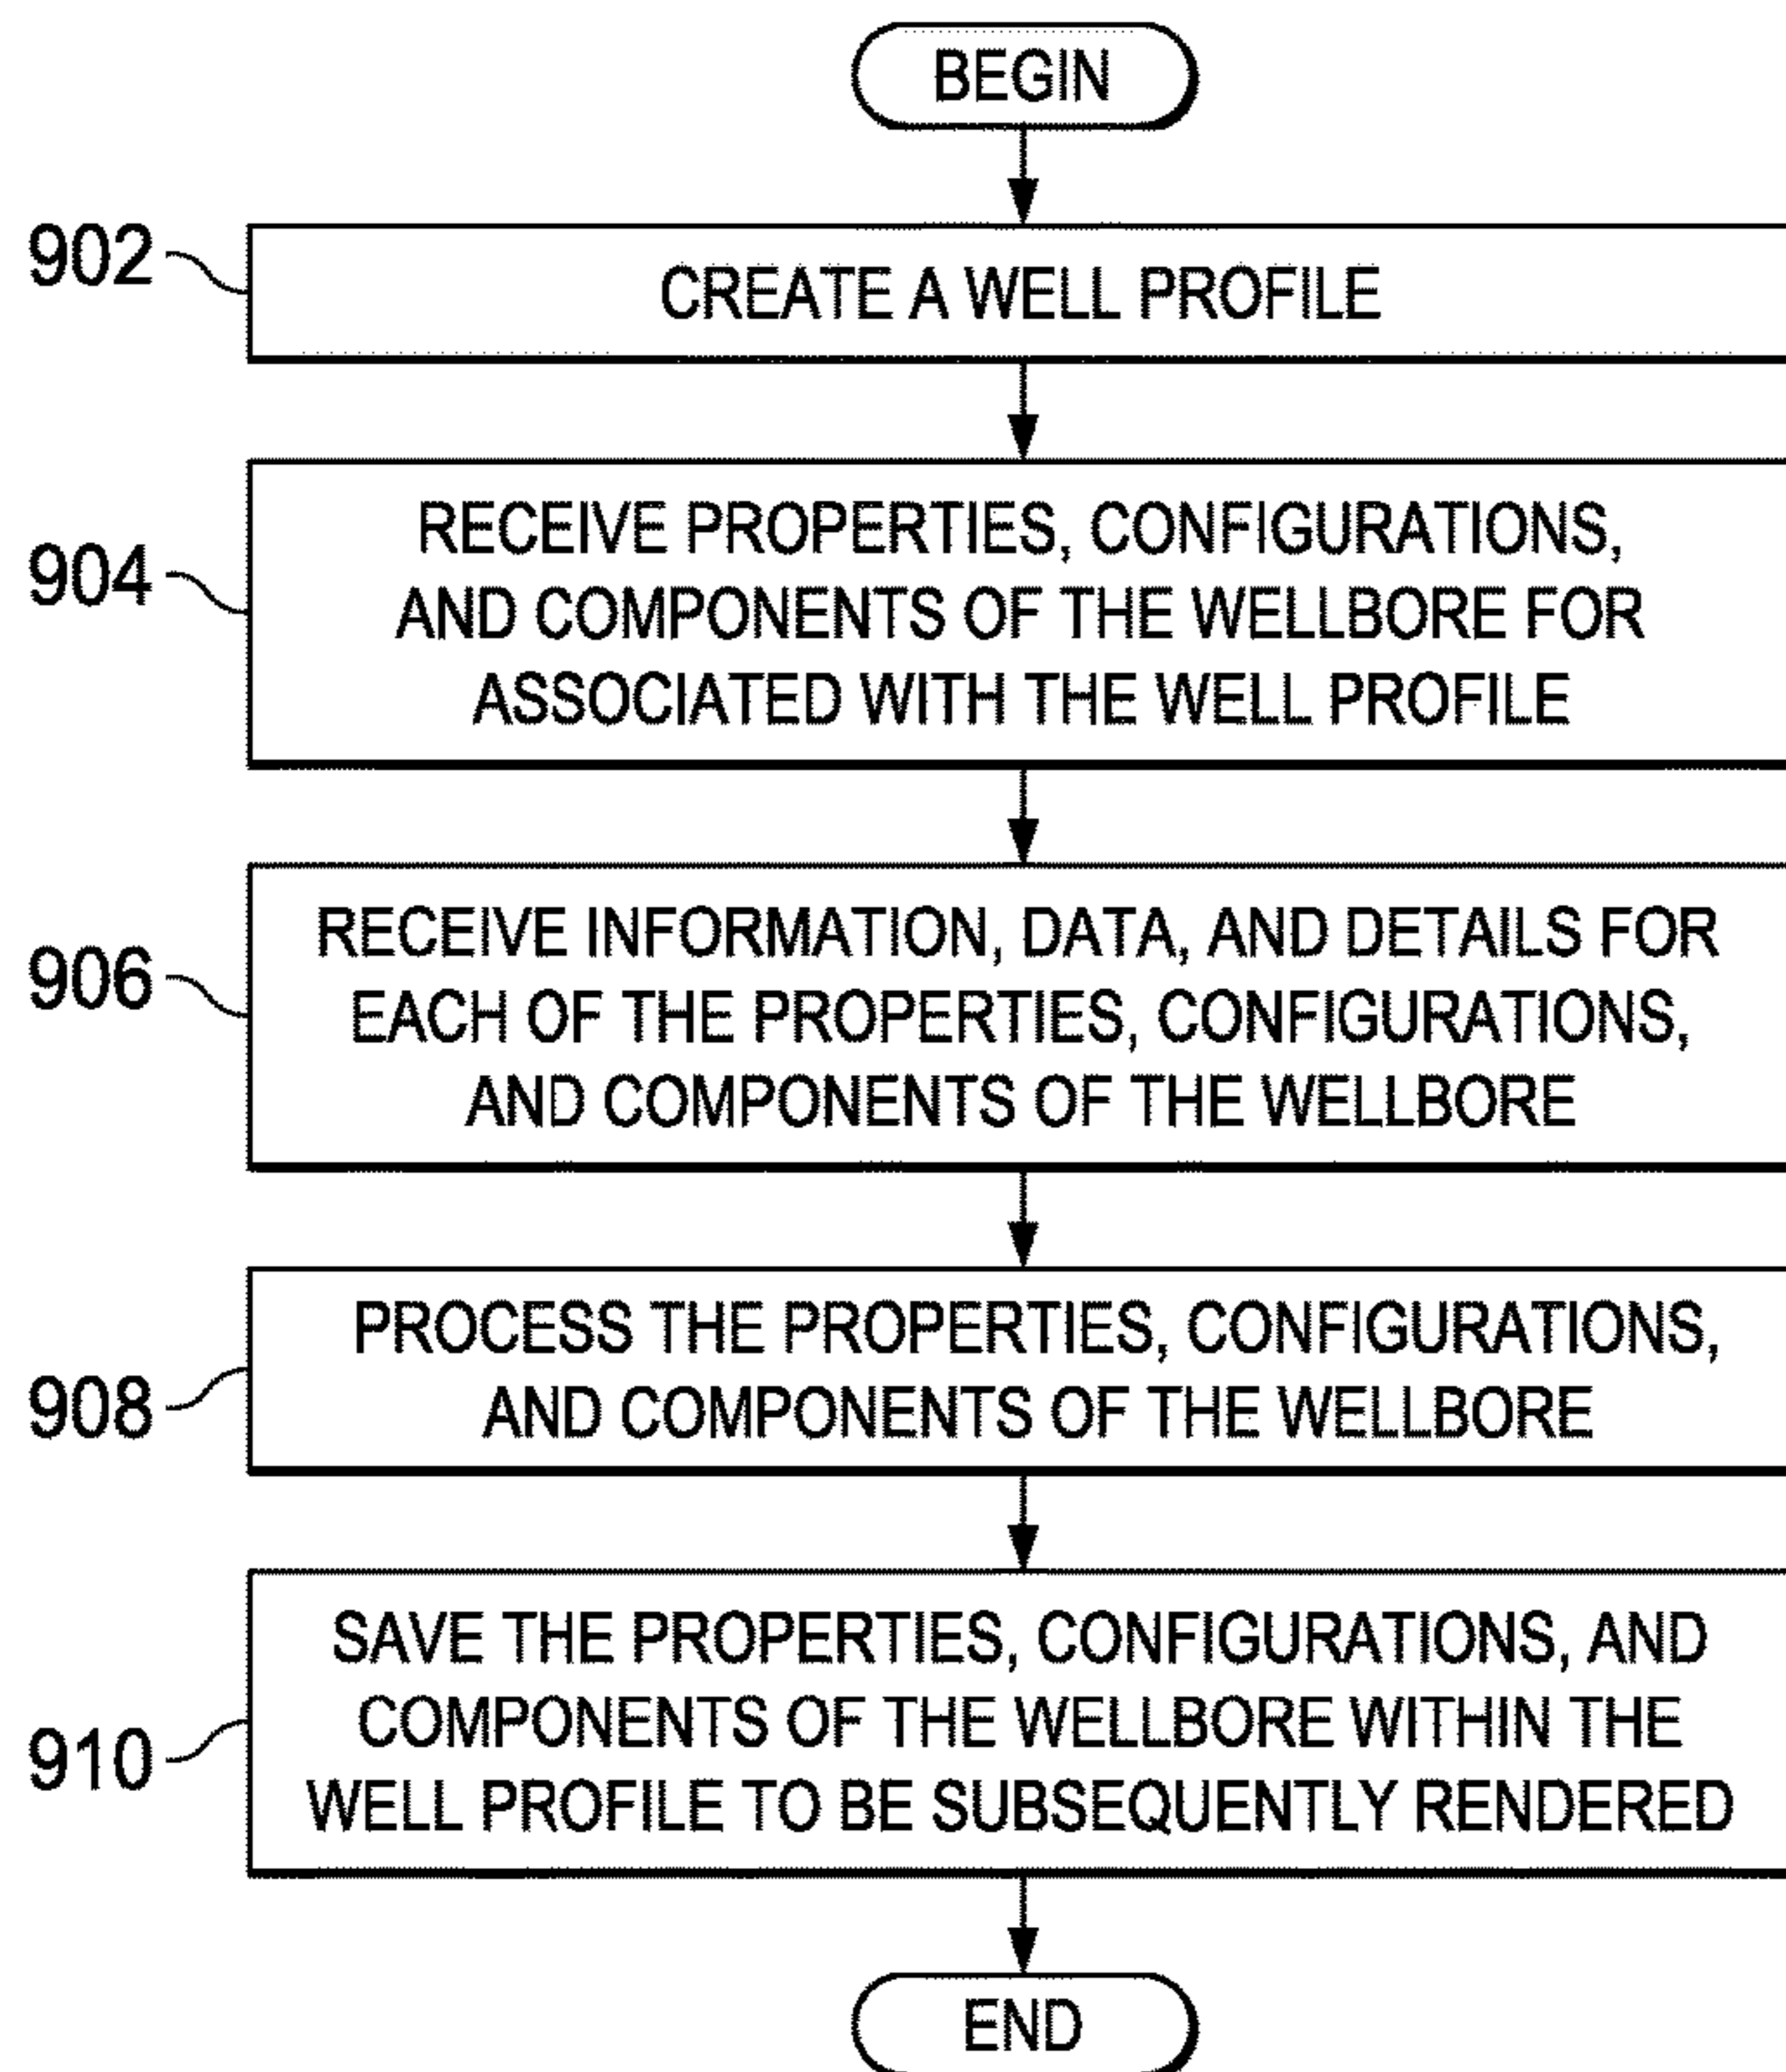 BEGIN
902
CREATE A WELL PROFILE
904
RECEIVE PROPERTIES, CONFIGURATIONS,
AND COMPONENTS OF THE WELLBORE FOR
ASSOCIATED WITH THE WELL PROFILE
906
RECEIVE INFORMATION, DATA, AND DETAILS FOR
EACH OF THE PROPERTIES, CONFIGURATIONS,
AND COMPONENTS OF THE WELLBORE
908
PROCESS THE PROPERTIES, CONFIGURATIONS,
AND COMPONENTS OF THE WELLBORE
910
SAVE THE PROPERTIES, CONFIGURATIONS, AND
COMPONENTS OF THE WELLBORE WITHIN THE
WELL PROFILE TO BE SUBSEQUENTLY RENDERED
END